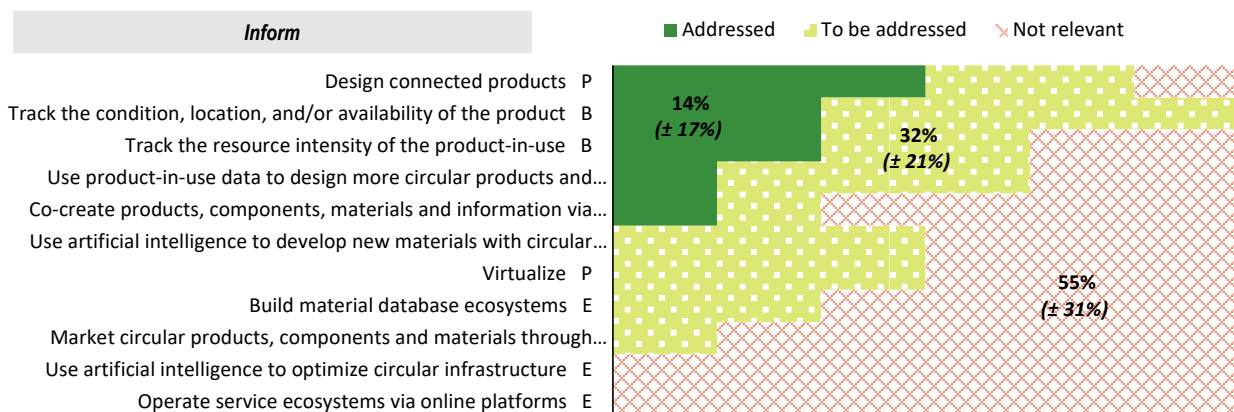 Inform
Addressed To be addressed Not relevant
Design connected products P
Track the condition, location, and/or availability of the product B
Track the resource intensity of the product-in-use B
Use product-in-use data to design more circular products and...
Co-create products, components, materials and information via...
Use artificial intelligence to develop new materials with circular...
Virtualize P
Build material database ecosystems E
Market circular products, components and materials through...
Use artificial intelligence to optimize circular infrastructure E
Operate service ecosystems via online platforms E
14%
(± 17%)
32%
(± 21%)
55%
(± 31%)